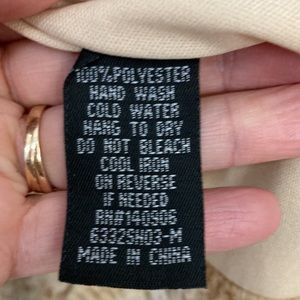 100%POLYESTER
HAND WASH
COLD WATER
HANG TO DRY
DO NOT BLEACH
COOL IRON
ON REVERSE
IF NEEDED
RN#140906
6332SN03-M
MADE IN CHINA